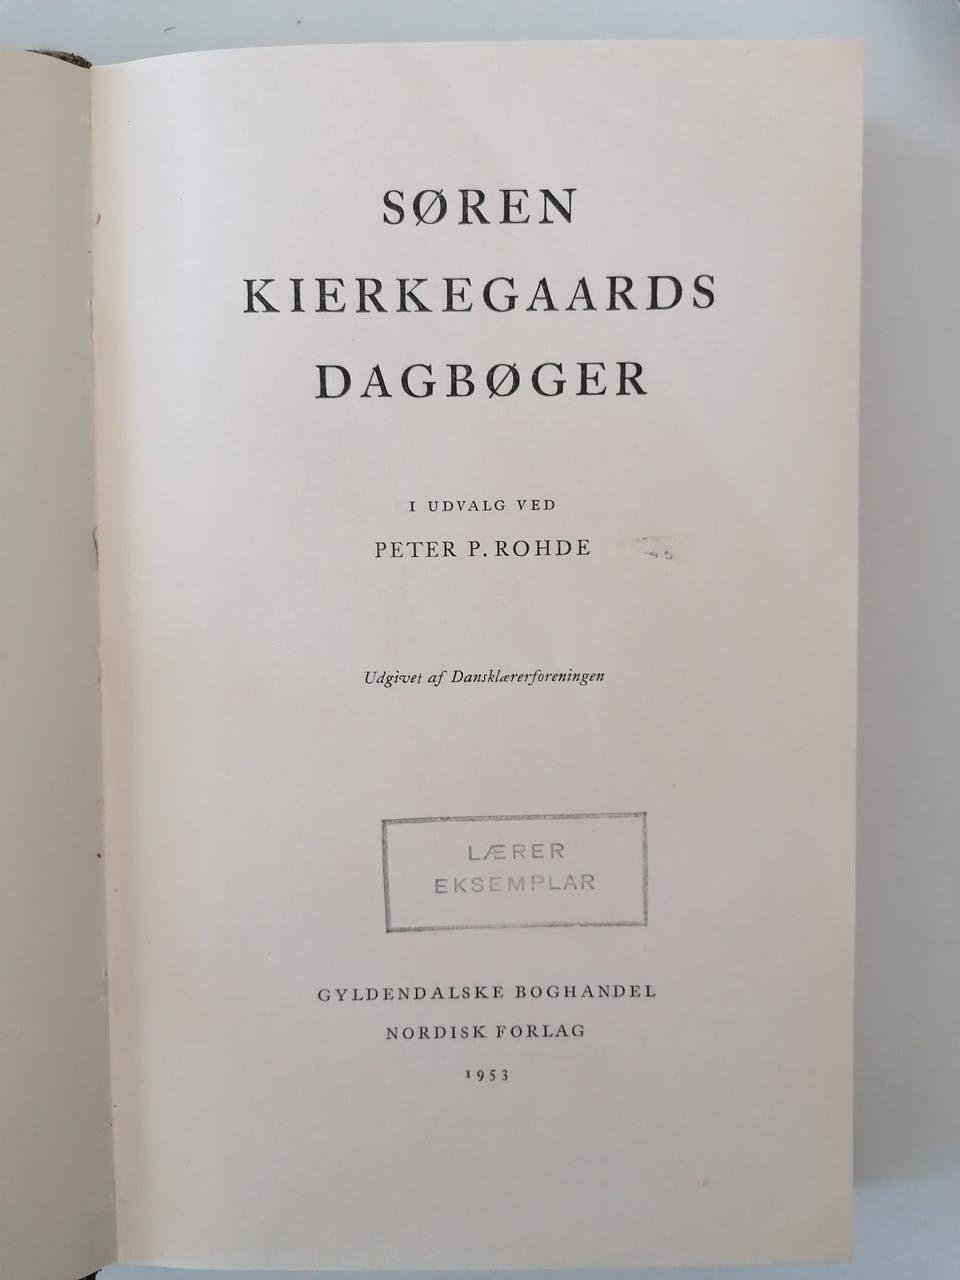 SØREN
KIERKEGAARDS
DAGBØGER
I UDVALG VED
PETER P. ROHDE
Udgivet af Dansklærerforeningen
LÆRER
EKSEMPLAR
GYLDENDALSKE BOGHANDEL
NORDISK FORLAG
1953